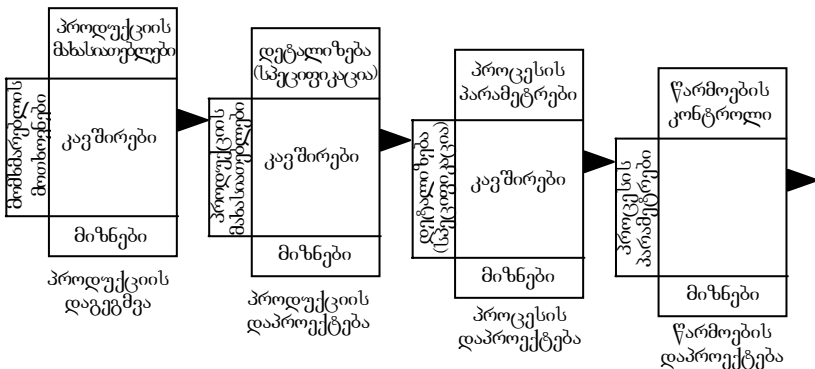 პროდუქციის
მახასიათებლები
მომხმარებლის
მოთხოვნები
კავშირები
მიზნები
პროდუქციის
დაგეგმვა
დეტალიზება
(სპეციფიკაცია)
პროდუქციის
მახასიათებლები
კავშირები
მიზნები
პროდუქციის
დაპროექტება
პროცესის
პარამეტრები
დეტალიზება
(სპეციფიკაცია)
კავშირები
მიზნები
პროცესის
დაპროექტება
წარმოების
კონტროლი
პროცესის
პარამეტრები
მიზნები
წარმოების
დაპროექტება